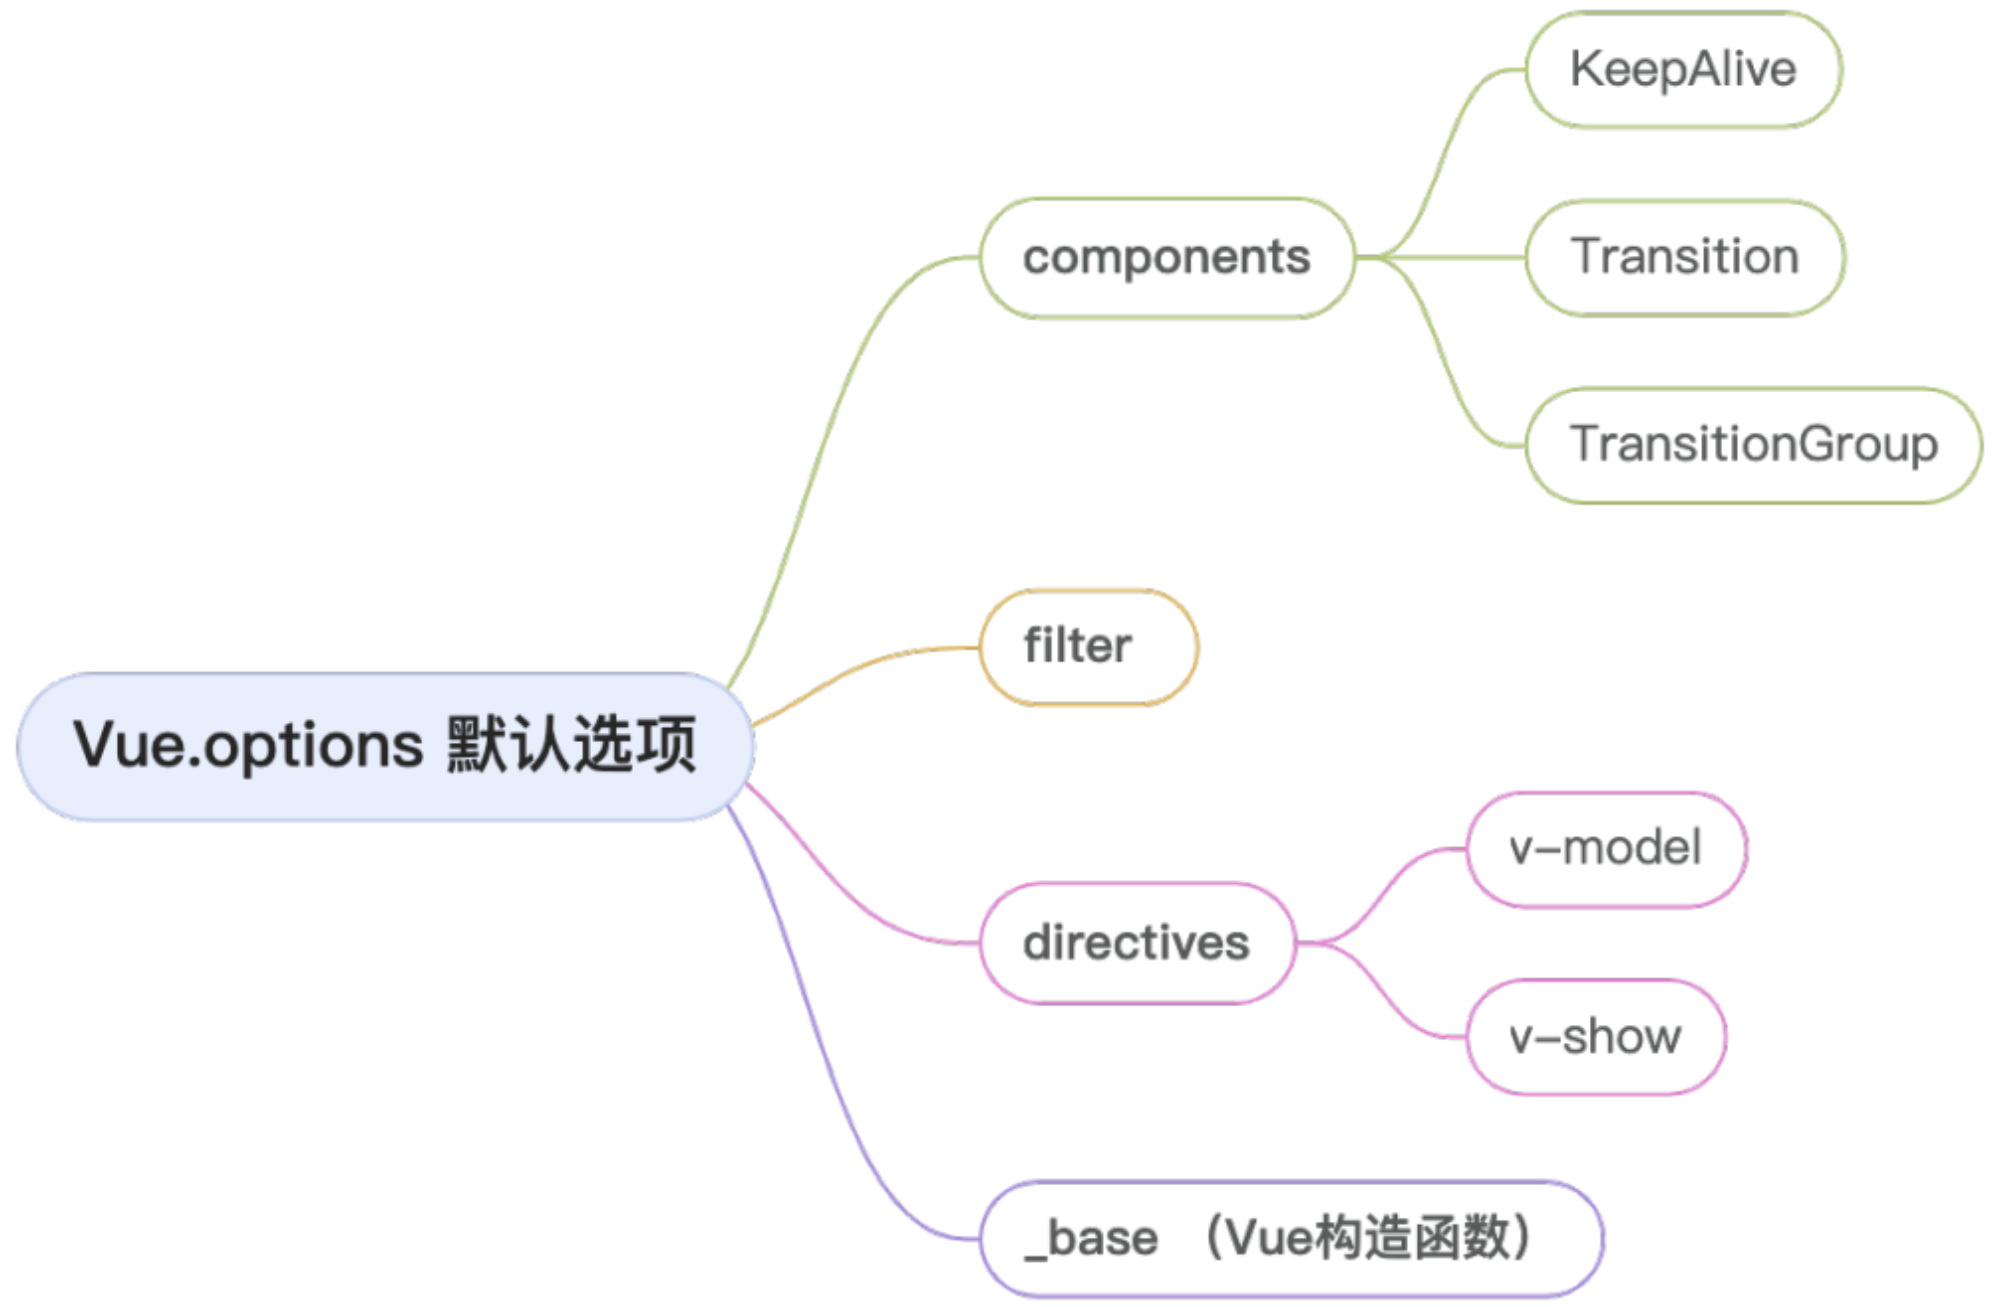 Vue.options 默认选项
components
KeepAlive
Transition
TransitionGroup
filter
directives
v-model
v-show
_base （Vue构造函数）